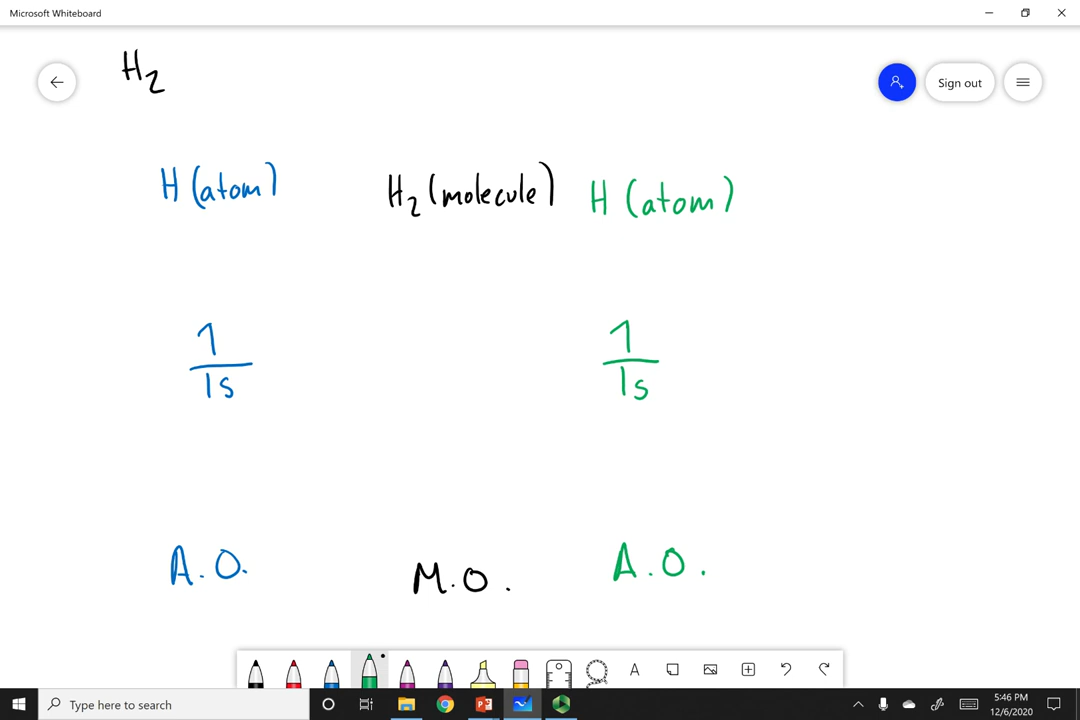 Microsoft Whiteboard
H2
Sign out
H (atom)
H2 (molecule)
H (atom)
1
1s
1
1s
A.O.
M.O.
A.O.
A
Type here to search
5:46 PM
12/6/2020